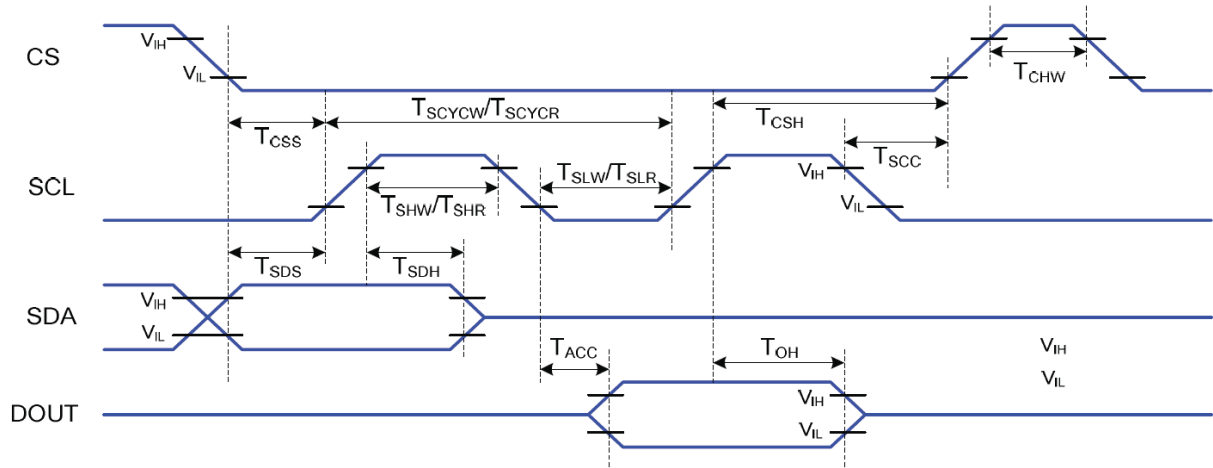 CS
VIH
VIL
TCHW
TSCYCW/TSCYCR
TCSS
TCSH
TSCC
SCL
TSHW/TSHR
TSLW/TSLR
VIH
VIL
TSDS
TSDH
SDA
VIH
VIL
TACC
TOH
VIH
VIL
DOUT
VIH
VIL